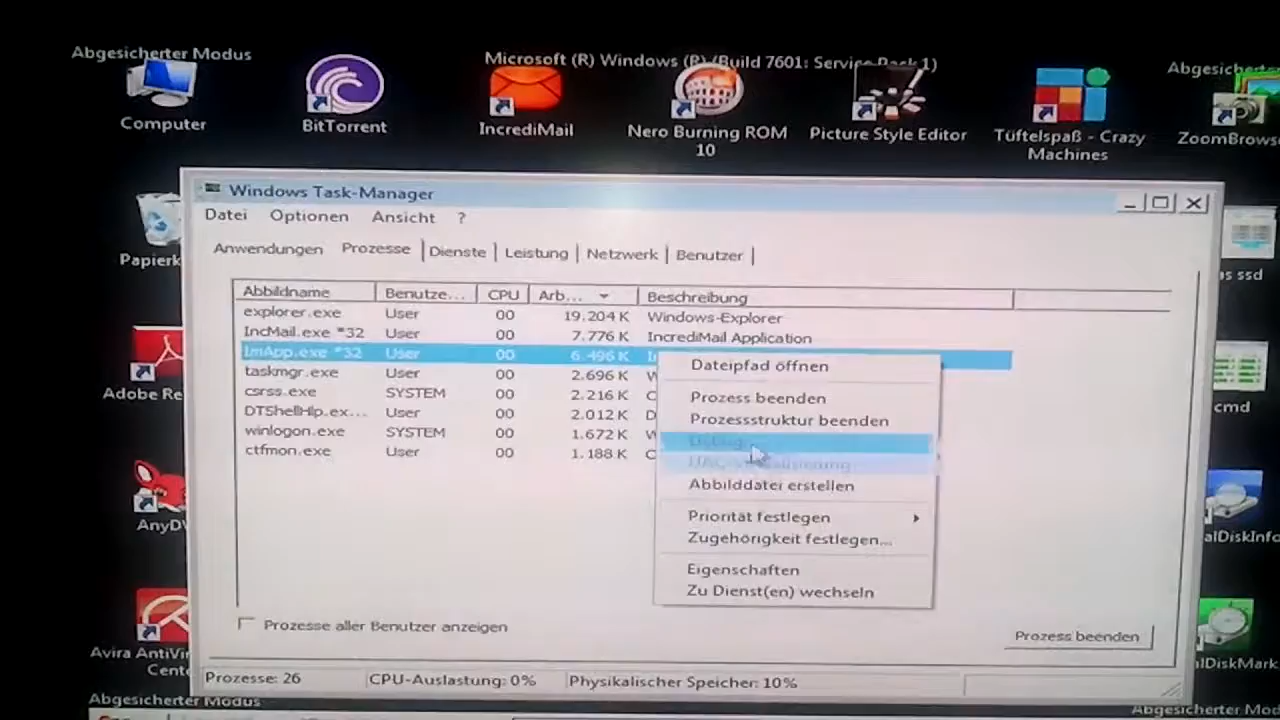 Abgesicherter Modus
Microsoft (R) Windows (R) (Build 7601: Service Pack 1)
Computer
BitTorrent
IncrediMail
Nero Burning ROM
10
Picture Style Editor
Tüftelspaß - Crazy
Machines
Windows Task-Manager
Datei Optionen Ansicht ?
Anwendungen Prozesse Dienste Leistung Netzwerk Benutzer
Abbildname Benutze... CPU Arb... Beschreibung
explorer.exe User 00 19.204 K Windows-Explorer
IncMail.exe *32 User 00 7.776 K IncrediMail Application
ImApp.exe *32 User 00 6.496 K
taskmgr.exe User 00 2.696 K
csrss.exe SYSTEM 00 2.216 K
DTShellHlp.ex... User 00 2.012 K
winlogon.exe SYSTEM 00 1.672 K
ctfmon.exe User 00 1.188 K
Dateipfad öffnen
Prozess beenden
Prozessstruktur beenden
Abbilddatei erstellen
Priorität festlegen
Zugehörigkeit festlegen...
Eigenschaften
Zu Dienst(en) wechseln
Prozesse aller Benutzer anzeigen
Prozess beenden
Prozesse: 26 CPU-Auslastung: 0% Physikalischer Speicher: 10%
Adobe Re
AnyDV
Avira AntiVi
cmd
Abgesicherter Modus